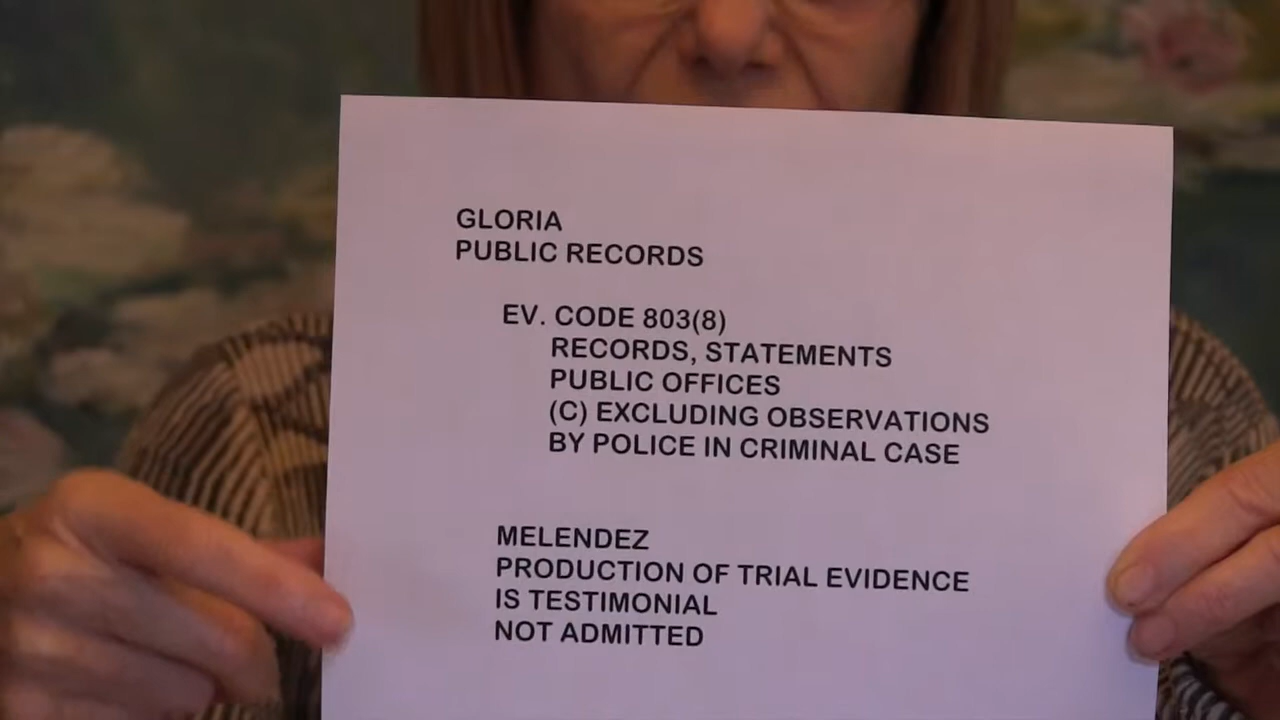 GLORIA
PUBLIC RECORDS
EV. CODE 803(8)
RECORDS, STATEMENTS
PUBLIC OFFICES
(C) EXCLUDING OBSERVATIONS
BY POLICE IN CRIMINAL CASE
MELENDEZ
PRODUCTION OF TRIAL EVIDENCE
IS TESTIMONIAL
NOT ADMITTED